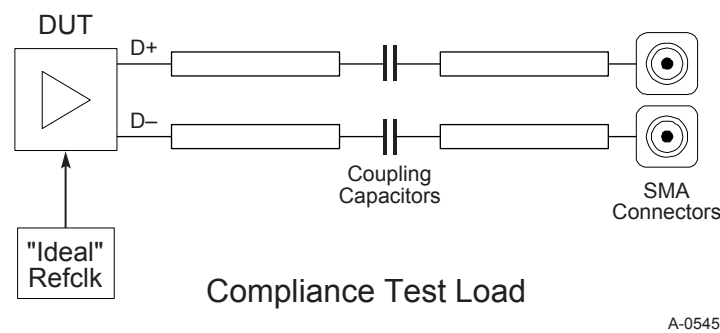 DUT
D+
D–
Coupling
Capacitors
SMA
Connectors
"Ideal"
Refclk
Compliance Test Load
A-0545